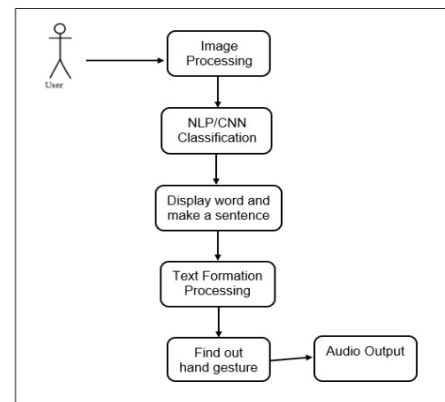 User
Image
Processing
NLP/CNN
Classification
Display word and
make a sentence
Text Formation
Processing
Find out
hand gesture
Audio Output